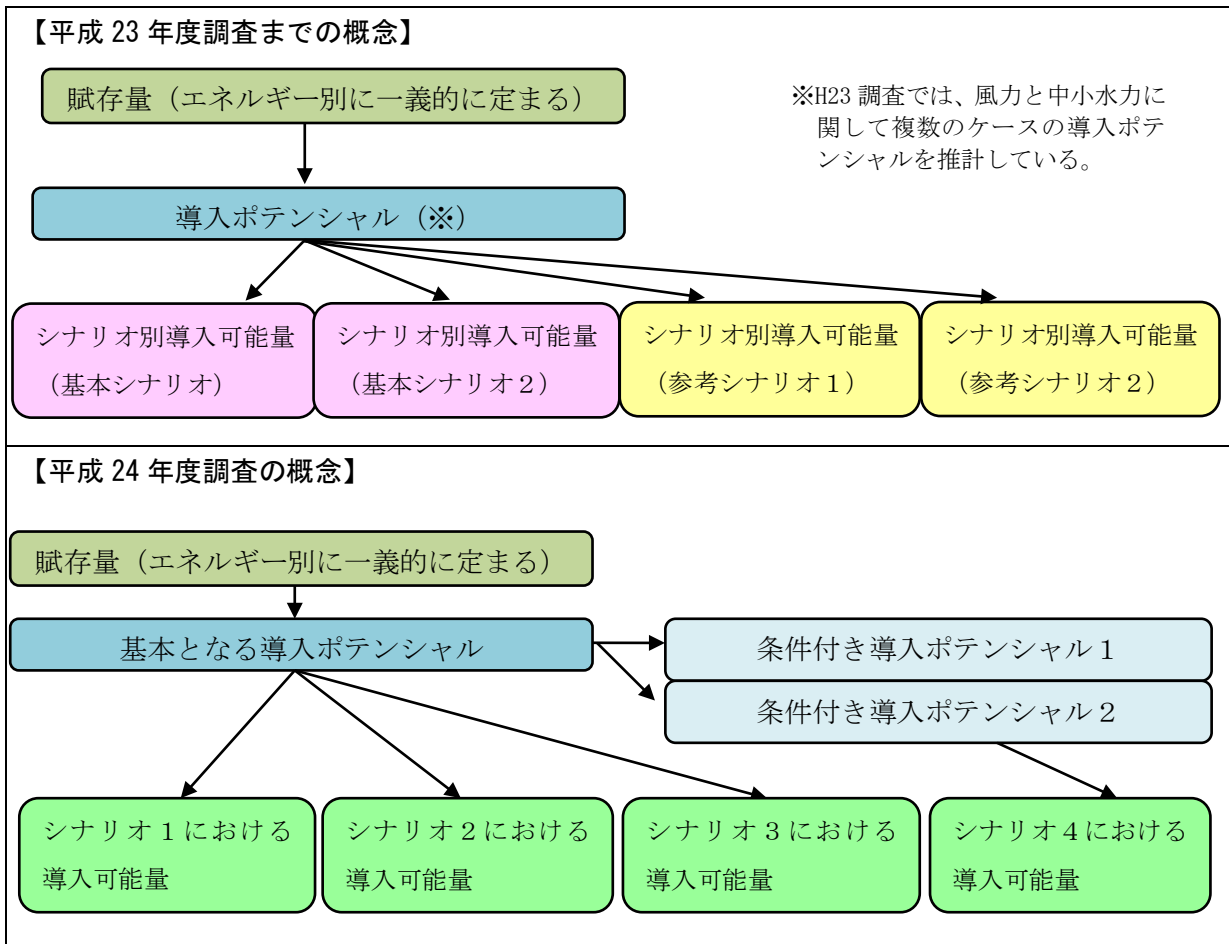 【平成 23 年度調査までの概念】
賦存量（エネルギー別に一義的に定まる）
※H23 調査では、風力と中小水力に
関して複数のケースの導入ポテ
ンシャルを推計している。
導入ポテンシャル（※）
シナリオ別導入可能量
（基本シナリオ）
シナリオ別導入可能量
（基本シナリオ２）
シナリオ別導入可能量
（参考シナリオ１）
シナリオ別導入可能量
（参考シナリオ２）
【平成 24 年度調査の概念】
賦存量（エネルギー別に一義的に定まる）
基本となる導入ポテンシャル
条件付き導入ポテンシャル１
条件付き導入ポテンシャル２
シナリオ１における
導入可能量
シナリオ２における
導入可能量
シナリオ３における
導入可能量
シナリオ４における
導入可能量